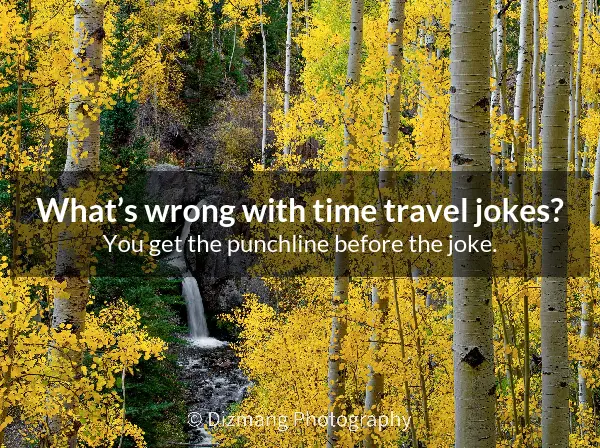 What’s wrong with time travel jokes?
You get the punchline before the joke.
© Dizmang Photography